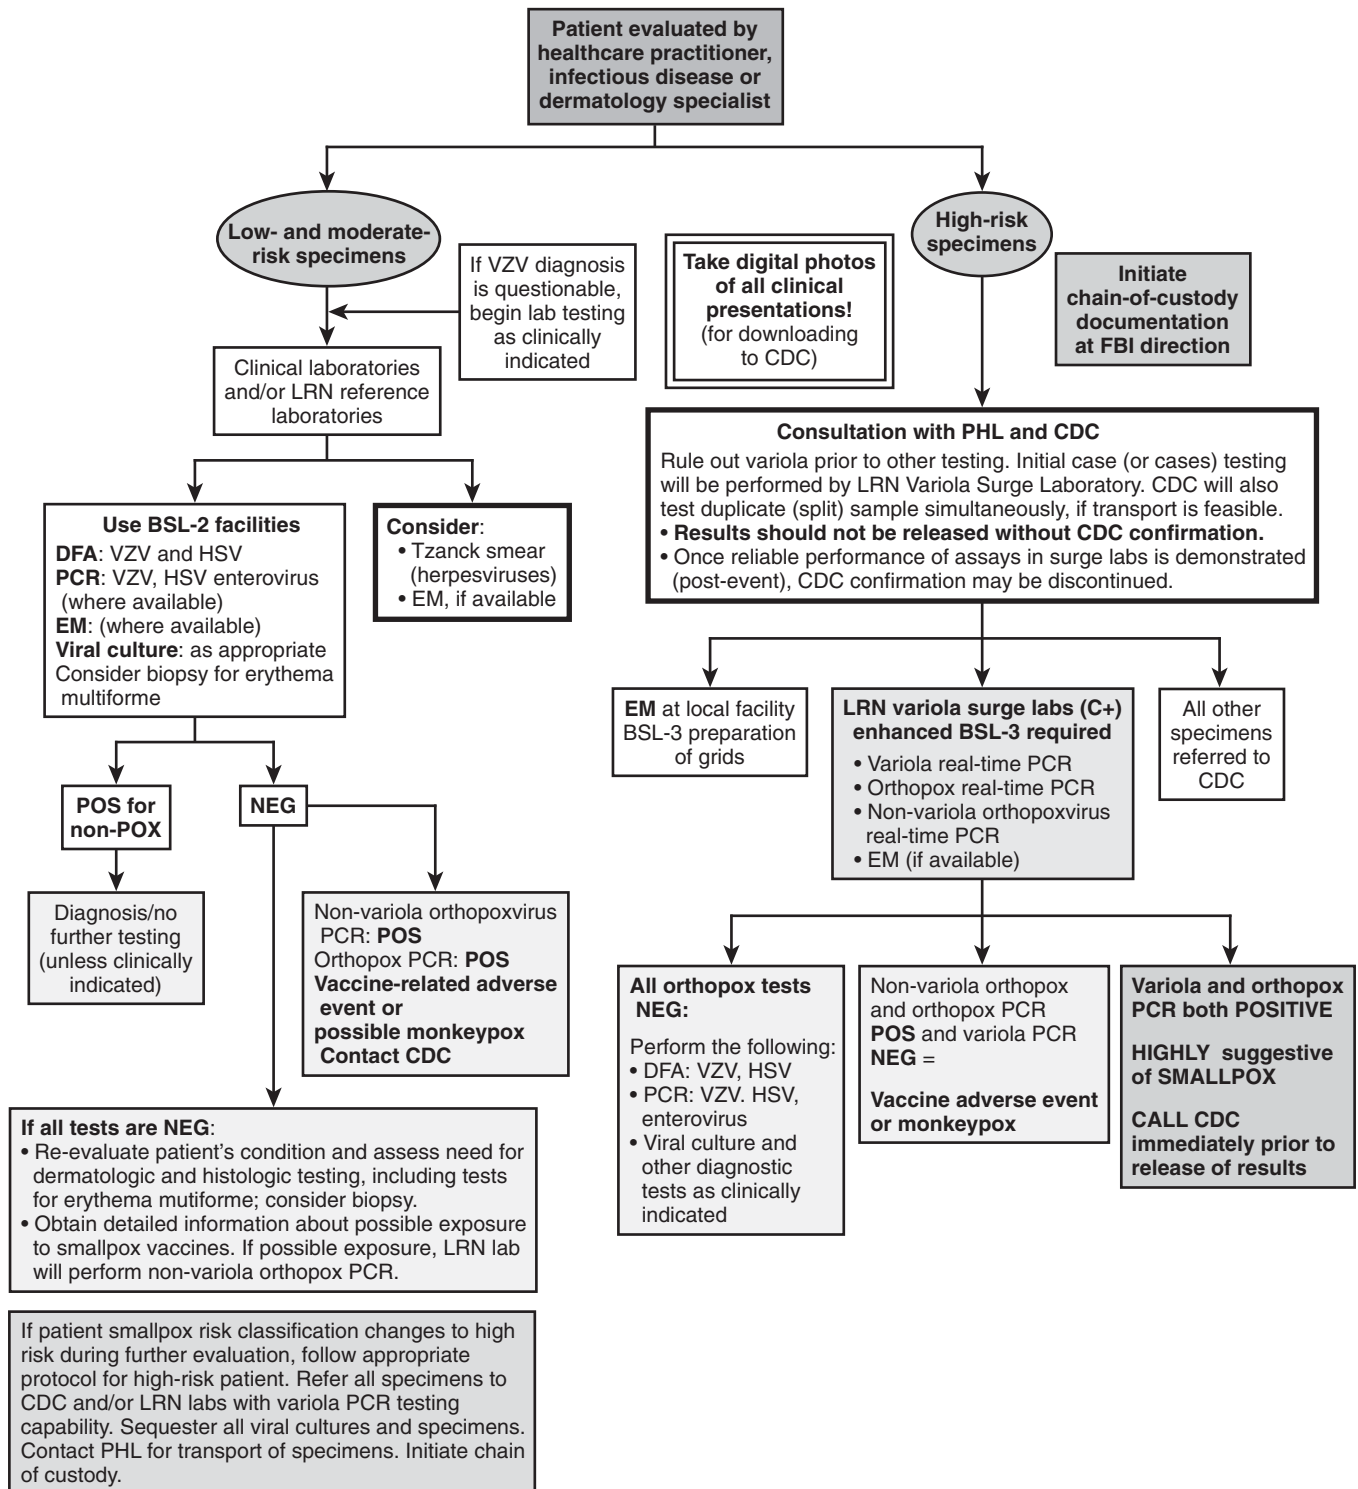 Patient evaluated by
healthcare practitioner,
infectious disease or
dermatology specialist
Low- and moderate-
risk specimens
If VZV diagnosis
is questionable,
begin lab testing
as clinically
indicated
Clinical laboratories
and/or LRN reference
laboratories
Use BSL-2 facilities
DFA: VZV and HSV
PCR: VZV, HSV enterovirus
(where available)
EM: (where available)
Viral culture: as appropriate
Consider biopsy for erythema
multiforme
Consider:
• Tzanck smear
(herpesviruses)
• EM, if available
POS for
non-POX
NEG
Diagnosis/no
further testing
(unless clinically
indicated)
Non-variola orthopoxvirus
PCR: POS
Orthopox PCR: POS
Vaccine-related adverse
event or
possible monkeypox
Contact CDC
If all tests are NEG:
• Re-evaluate patient's condition and assess need for
dermatologic and histologic testing, including tests
for erythema mutiforme; consider biopsy.
• Obtain detailed information about possible exposure
to smallpox vaccines. If possible exposure, LRN lab
will perform non-variola orthopox PCR.
If patient smallpox risk classification changes to high
risk during further evaluation, follow appropriate
protocol for high-risk patient. Refer all specimens to
CDC and/or LRN labs with variola PCR testing
capability. Sequester all viral cultures and specimens.
Contact PHL for transport of specimens. Initiate chain
of custody.
Take digital photos
of all clinical
presentations!
(for downloading
to CDC)
High-risk
specimens
Initiate
chain-of-custody
documentation
at FBI direction
Consultation with PHL and CDC
Rule out variola prior to other testing. Initial case (or cases) testing
will be performed by LRN Variola Surge Laboratory. CDC will also
test duplicate (split) sample simultaneously, if transport is feasible.
• Results should not be released without CDC confirmation.
• Once reliable performance of assays in surge labs is demonstrated
(post-event), CDC confirmation may be discontinued.
EM at local facility
BSL-3 preparation
of grids
LRN variola surge labs (C+)
enhanced BSL-3 required
• Variola real-time PCR
• Orthopox real-time PCR
• Non-variola orthopoxvirus
real-time PCR
• EM (if available)
All other
specimens
referred to
CDC
All orthopox tests
NEG:
Perform the following:
• DFA: VZV, HSV
• PCR: VZV. HSV,
enterovirus
• Viral culture and
other diagnostic
tests as clinically
indicated
Non-variola orthopox
and orthopox PCR
POS and variola PCR
NEG =
Vaccine adverse event
or monkeypox
Variola and orthopox
PCR both POSITIVE
HIGHLY suggestive
of SMALLPOX
CALL CDC
immediately prior to
release of results